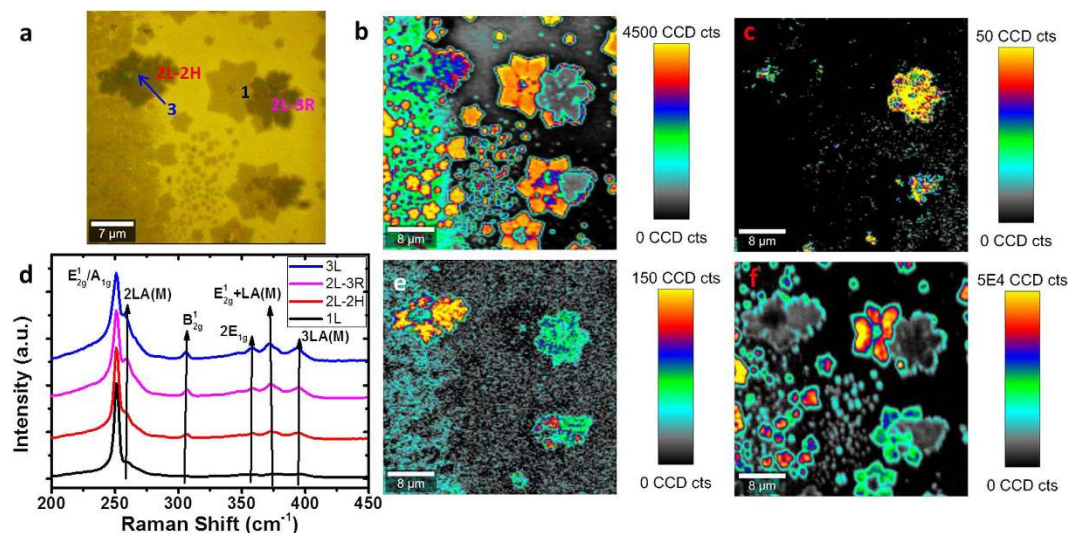 a
2L-2H
3
1
2L-3R
7 µm
b
8 µm
4500 CCD cts
0 CCD cts
c
8 µm
50 CCD cts
0 CCD cts
d
E¹₂g/A₁g
2LA(M)
B¹₂g
2E₁g
E¹₂g+LA(M)
3LA(M)
3L
2L-3R
2L-2H
1L
Intensity (a.u.)
200 250 300 350 400 450
Raman Shift (cm⁻¹)
e
8 µm
150 CCD cts
0 CCD cts
f
8 µm
5E4 CCD cts
0 CCD cts